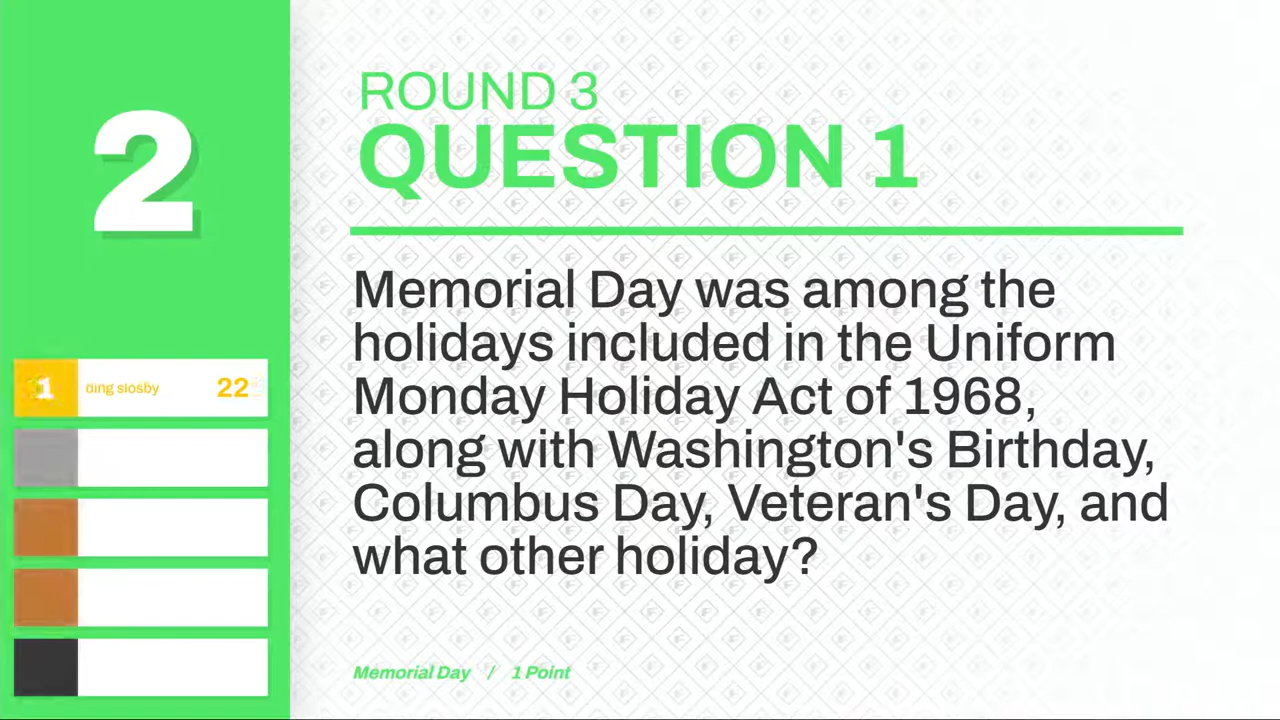 2
ROUND 3
QUESTION 1
Memorial Day was among the
holidays included in the Uniform
Monday Holiday Act of 1968,
along with Washington's Birthday,
Columbus Day, Veteran's Day, and
what other holiday?
1
22
Memorial Day / 1 Point